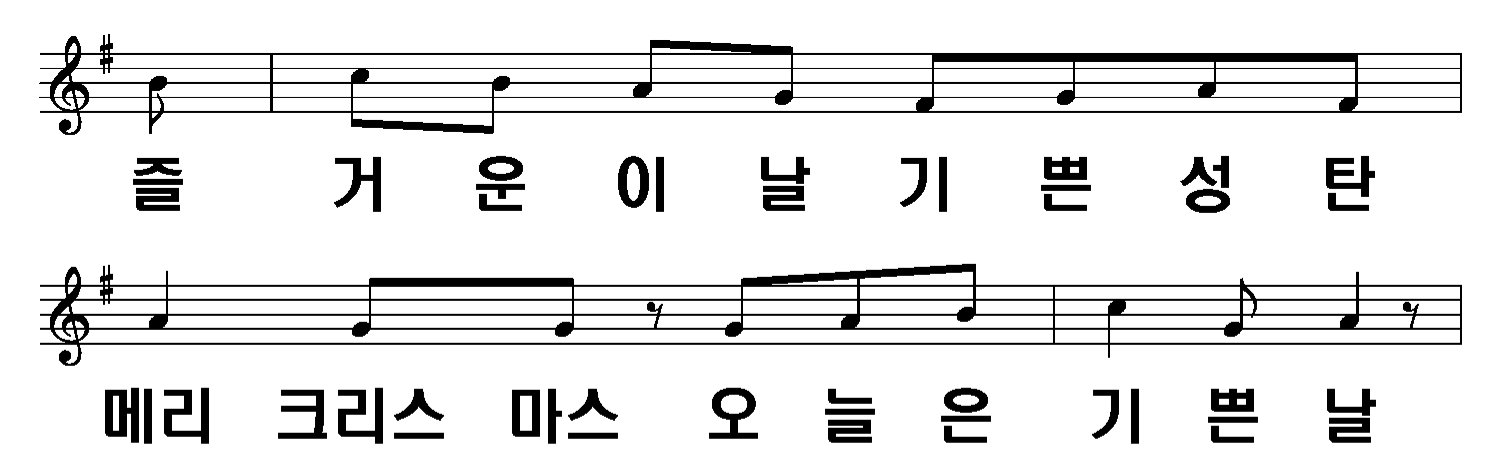 즐 거 운 이 날 기 쁜 성 탄
메리 크리스 마스 오 늘 은 기 쁜 날